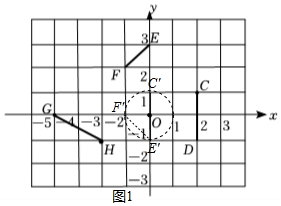 y
3 E
F 2 C′
1 C
G F′ O x
−5 −4 −3 −2 1 2 3
−1
H E′ D
−2
−3
图1